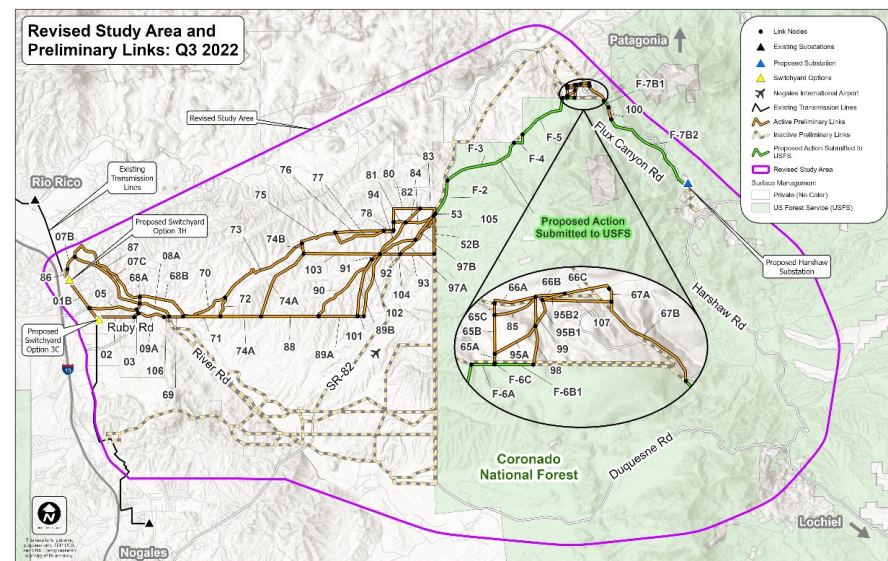 Revised Study Area and
Preliminary Links: Q3 2022
Revised Study Area
Patagonia
Link Nodes
Existing Substations
Proposed Substation
Switchyard Options
Nogales International Airport
Existing Transmission Lines
Active Preliminary Links
Inactive Preliminary Links
Proposed Action Submitted to
USFS
Revised Study Area
Surface Management
Private (No Color)
US Forest Service (USFS)
F-7B1
100
F-7B2
Flux Canyon Rd
F-5
F-4
F-3
F-2
83
84
80
81
82
94
76
77
78
75
73
74B
53
105
52B
97B
97A
Rio Rico
Existing
Transmission
Lines
Proposed Switchyard
Option 3H
07B
87
07C
08A
68A
68B
70
86
01B
05
103
91
92
93
90
104
102
72
74A
Proposed Action
Submitted to USFS
Proposed Harshaw
Substation
Harshaw Rd
Proposed
Switchyard
Option 3C
Ruby Rd
02
03
09A
106
69
River Rd
71
74A
88
89A
101
89B
SR-82
19
66C
66B
66A
67A
65C
65B
85
95B2
95B1
107
67B
65A
95A
99
98
F-6C
F-6A
F-6B1
Coronado
National Forest
Duquesne Rd
Lochiel
Nogales
N